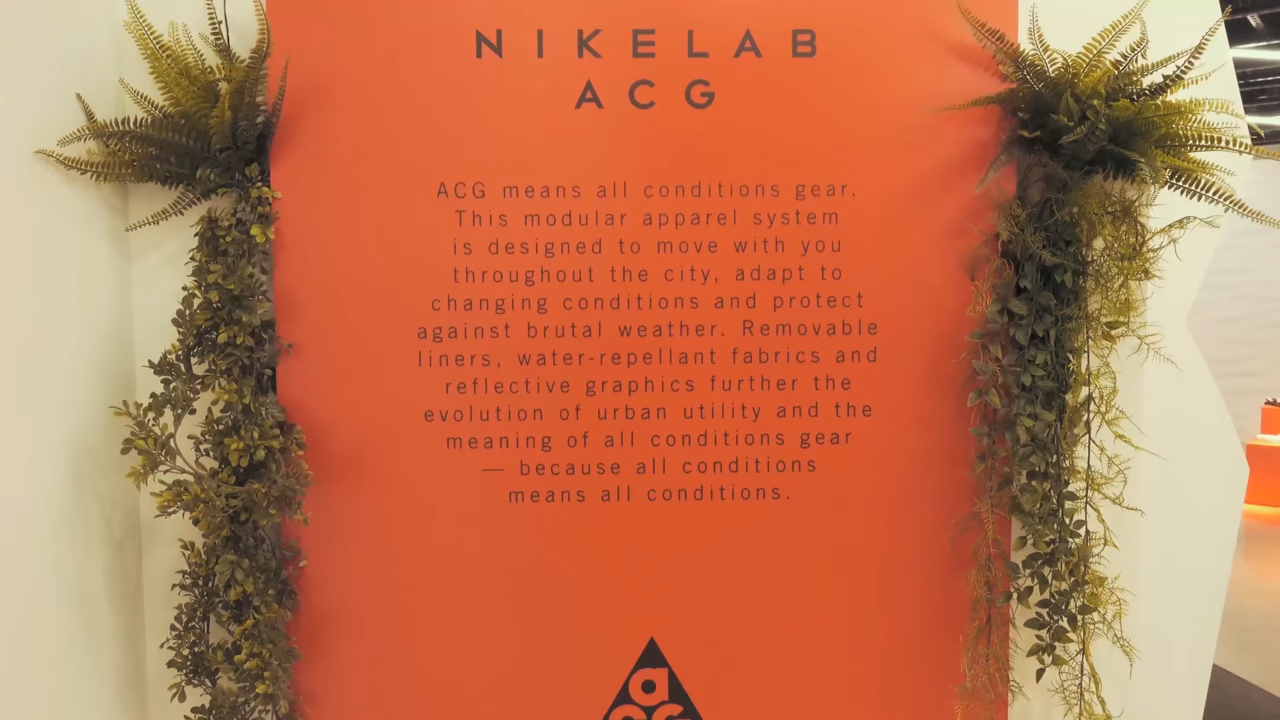 NIKELAB
ACG
ACG means all conditions gear.
This modular apparel system
is designed to move with you
throughout the city, adapt to
changing conditions and protect
against brutal weather. Removable
liners, water-repellant fabrics and
reflective graphics further the
evolution of urban utility and the
meaning of all conditions gear
— because all conditions
means all conditions.
a
CG